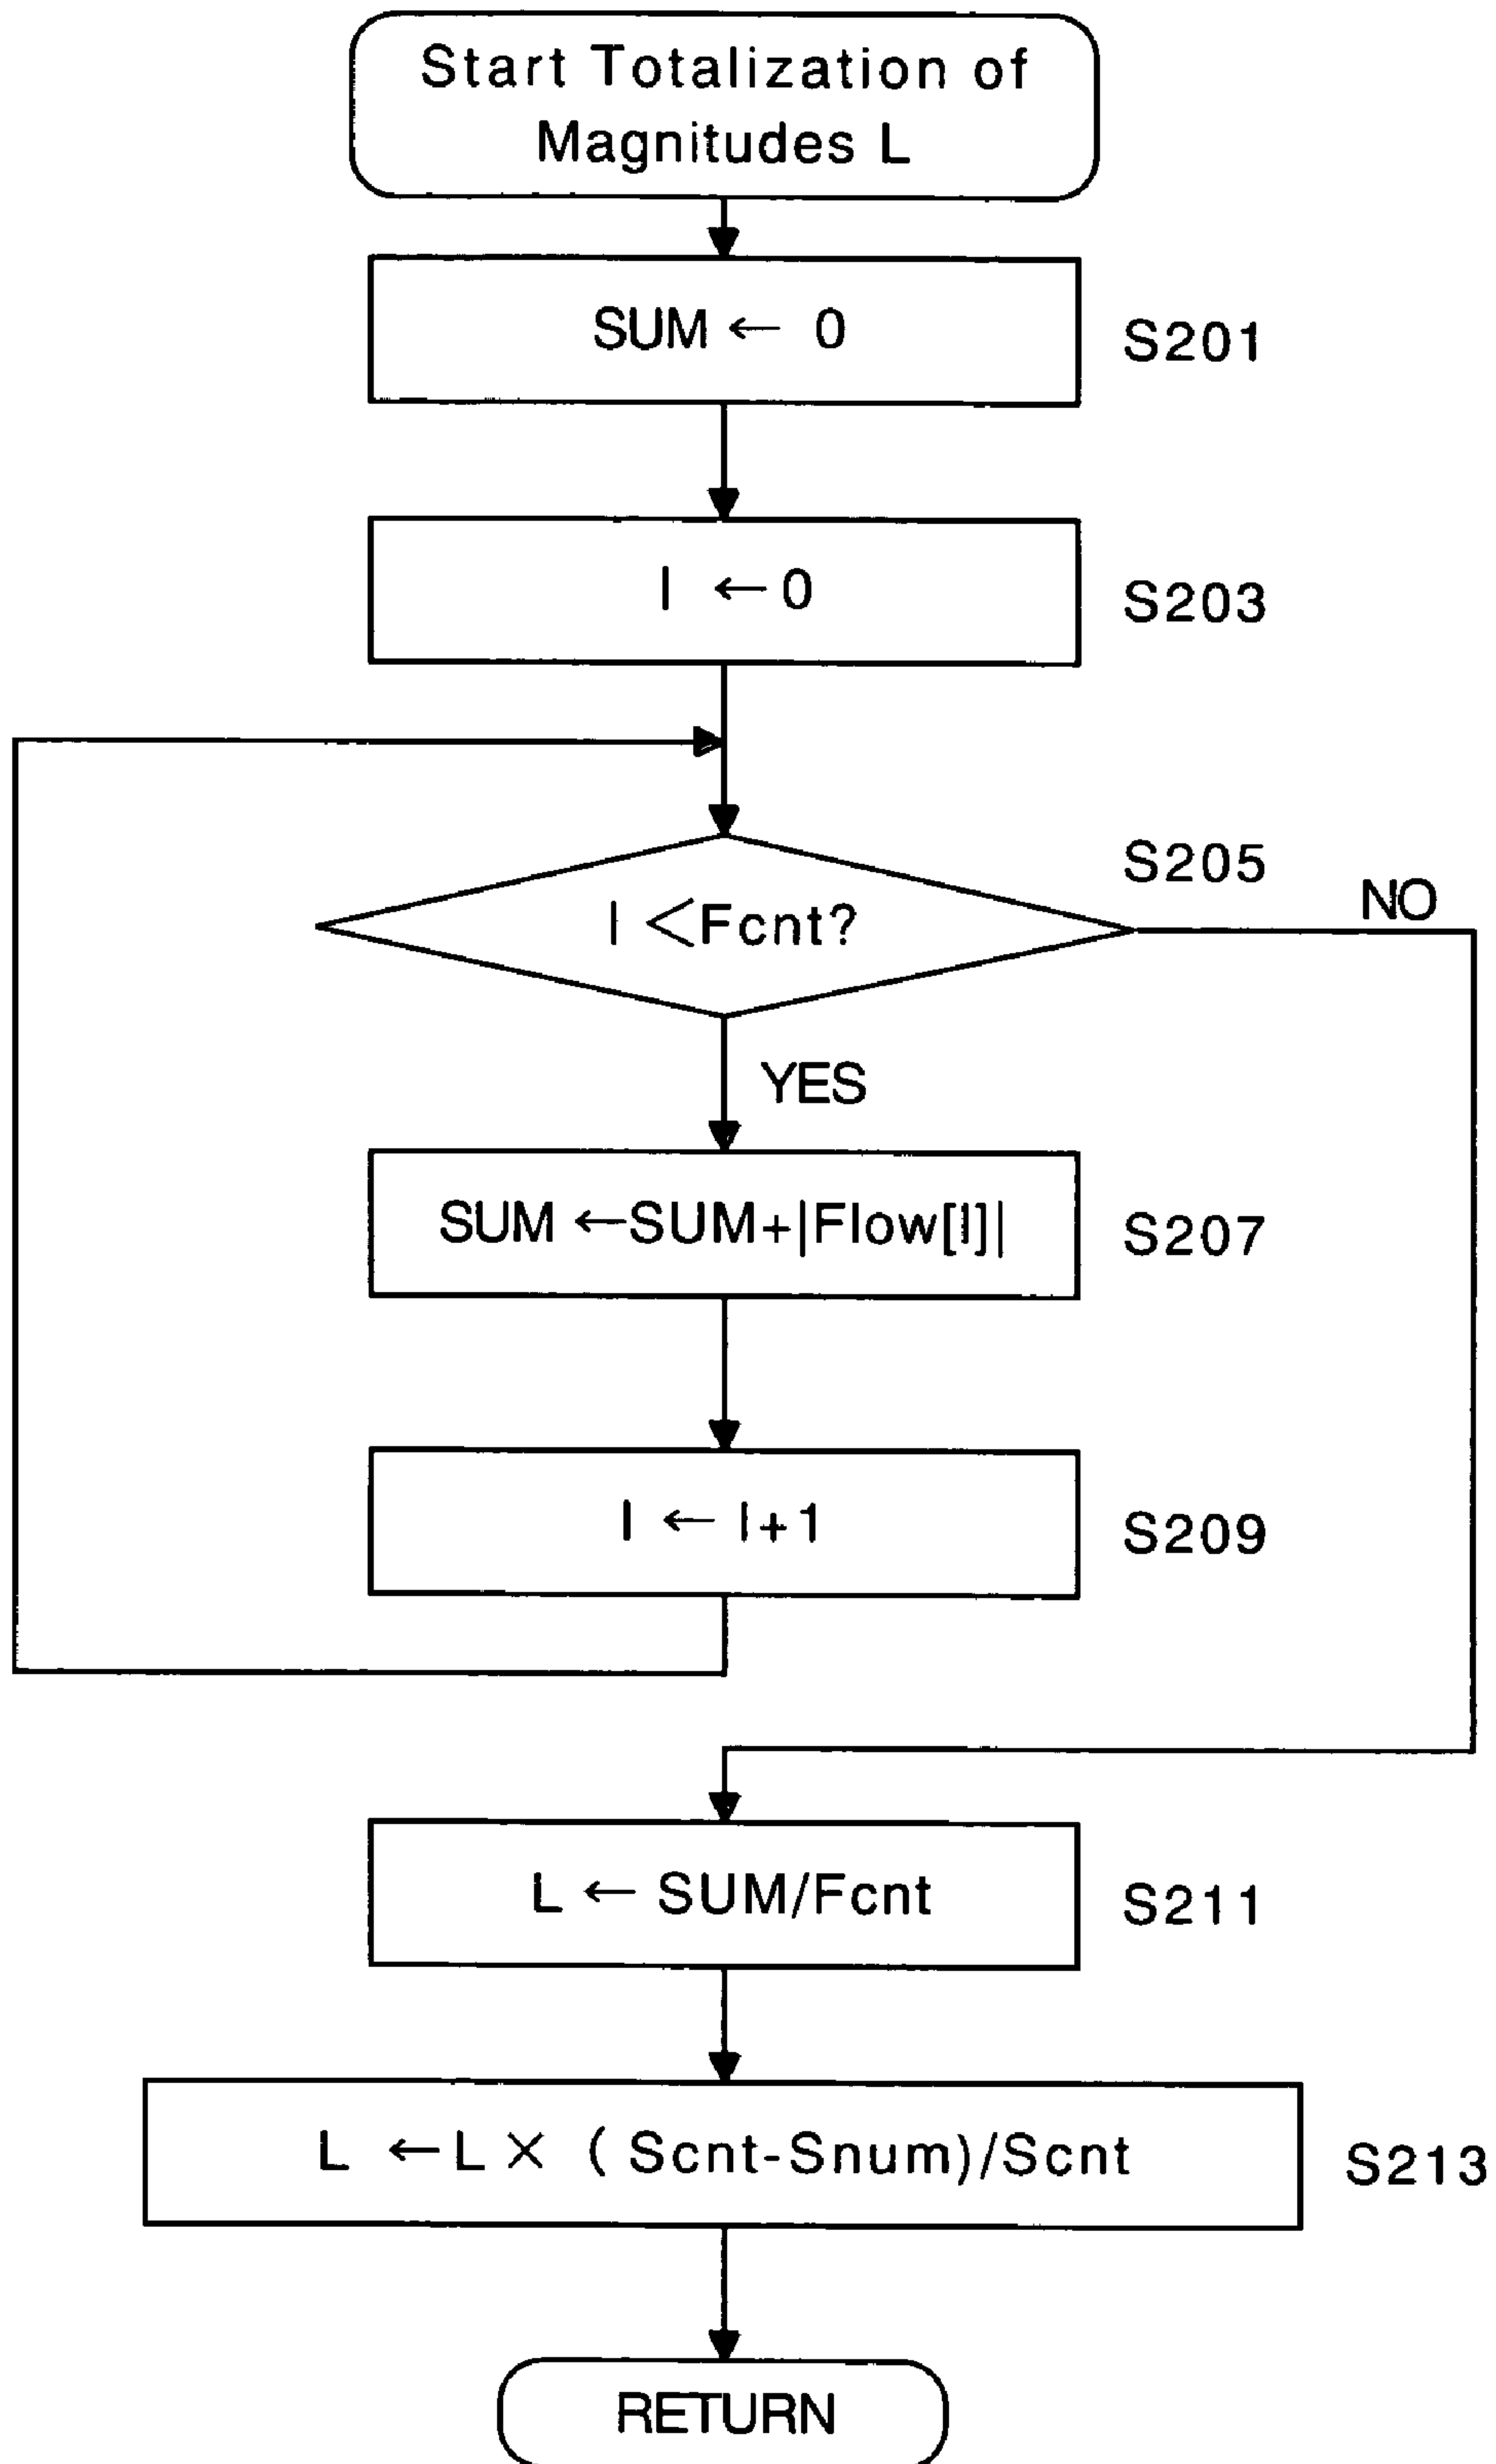 Start Totalization of
Magnitudes L
SUM ← 0
S201
I ← 0
S203
I <Fcnt?
S205
NO
YES
SUM ←SUM+|Flow[I]|
S207
I ← I+1
S209
L ← SUM/Fcnt
S211
L ← L × ( Scnt-Snum)/Scnt
S213
RETURN